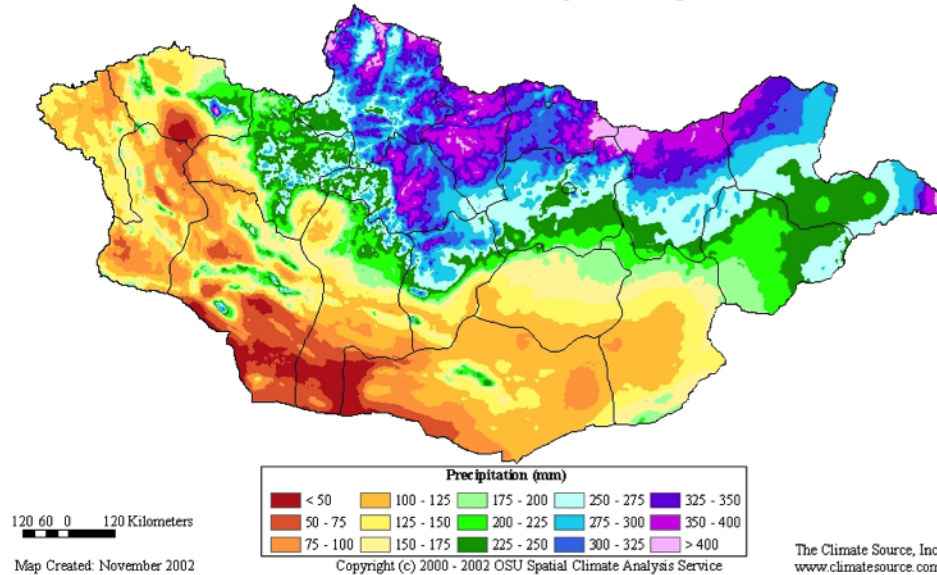 Precipitation (mm)
< 50
100 - 125
175 - 200
250 - 275
325 - 350
50 - 75
125 - 150
200 - 225
275 - 300
350 - 400
75 - 100
150 - 175
225 - 250
300 - 325
> 400
120 60 0 120 Kilometers
Map Created: November 2002
Copyright (c) 2000 - 2002 OSU Spatial Climate Analysis Service
The Climate Source, Inc
www.climatesource.com